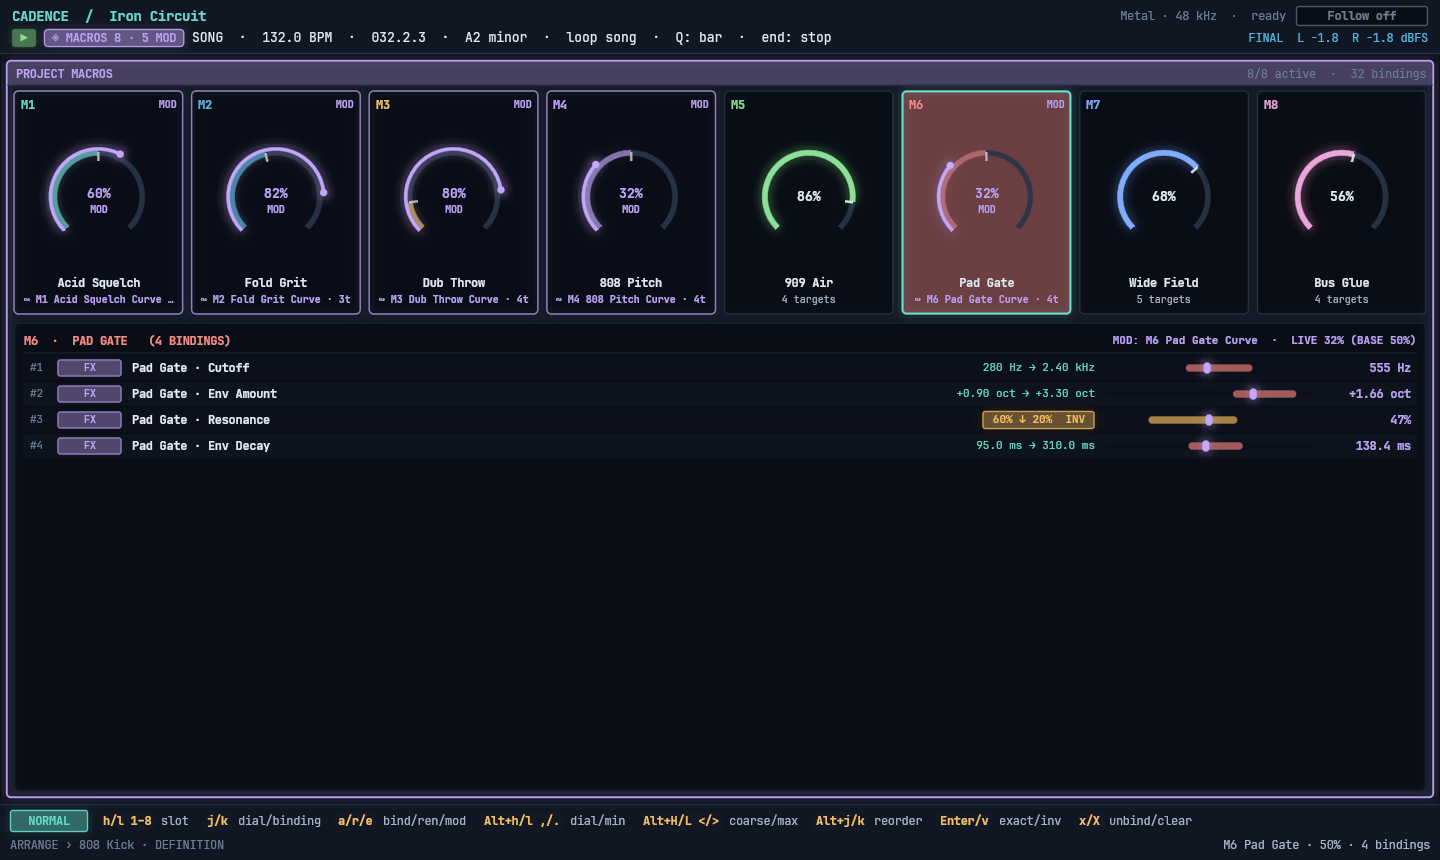 CADENCE / Iron Circuit
Metal · 48 kHz · ready Follow off
▶ ◈ MACROS 8 · 5 MOD SONG · 132.0 BPM · 032.2.3 · A2 minor · loop song · Q: bar · end: stop
FINAL L -1.8 R -1.8 dBFS
PROJECT MACROS
8/8 active · 32 bindings
M1 MOD
60%
MOD
Acid Squelch
~ M1 Acid Squelch Curve …
M2 MOD
82%
MOD
Fold Grit
~ M2 Fold Grit Curve · 3t
M3 MOD
80%
MOD
Dub Throw
~ M3 Dub Throw Curve · 4t
M4 MOD
32%
MOD
808 Pitch
~ M4 808 Pitch Curve · 4t
M5
86%
909 Air
4 targets
M6 MOD
32%
MOD
Pad Gate
~ M6 Pad Gate Curve · 4t
M7
68%
Wide Field
5 targets
M8
56%
Bus Glue
4 targets
M6 · PAD GATE (4 BINDINGS)
MOD: M6 Pad Gate Curve · LIVE 32% (BASE 50%)
#1 FX Pad Gate · Cutoff 280 Hz → 2.40 kHz 555 Hz
#2 FX Pad Gate · Env Amount +0.90 oct → +3.30 oct +1.66 oct
#3 FX Pad Gate · Resonance 60% ↓ 20% INV 47%
#4 FX Pad Gate · Env Decay 95.0 ms → 310.0 ms 138.4 ms
NORMAL h/l 1-8 slot j/k dial/binding a/r/e bind/ren/mod Alt+h/l ,/. dial/min Alt+H/L </> coarse/max Alt+j/k reorder Enter/v exact/inv x/X unbind/clear
ARRANGE › 808 Kick · DEFINITION
M6 Pad Gate · 50% · 4 bindings